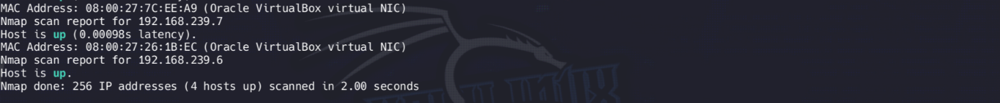 MAC Address: 08:00:27:7C:EE:A9 (Oracle VirtualBox virtual NIC)
Nmap scan report for 192.168.239.7
Host is up (0.00098s latency).
MAC Address: 08:00:27:26:1B:EC (Oracle VirtualBox virtual NIC)
Nmap scan report for 192.168.239.6
Host is up.
Nmap done: 256 IP addresses (4 hosts up) scanned in 2.00 seconds